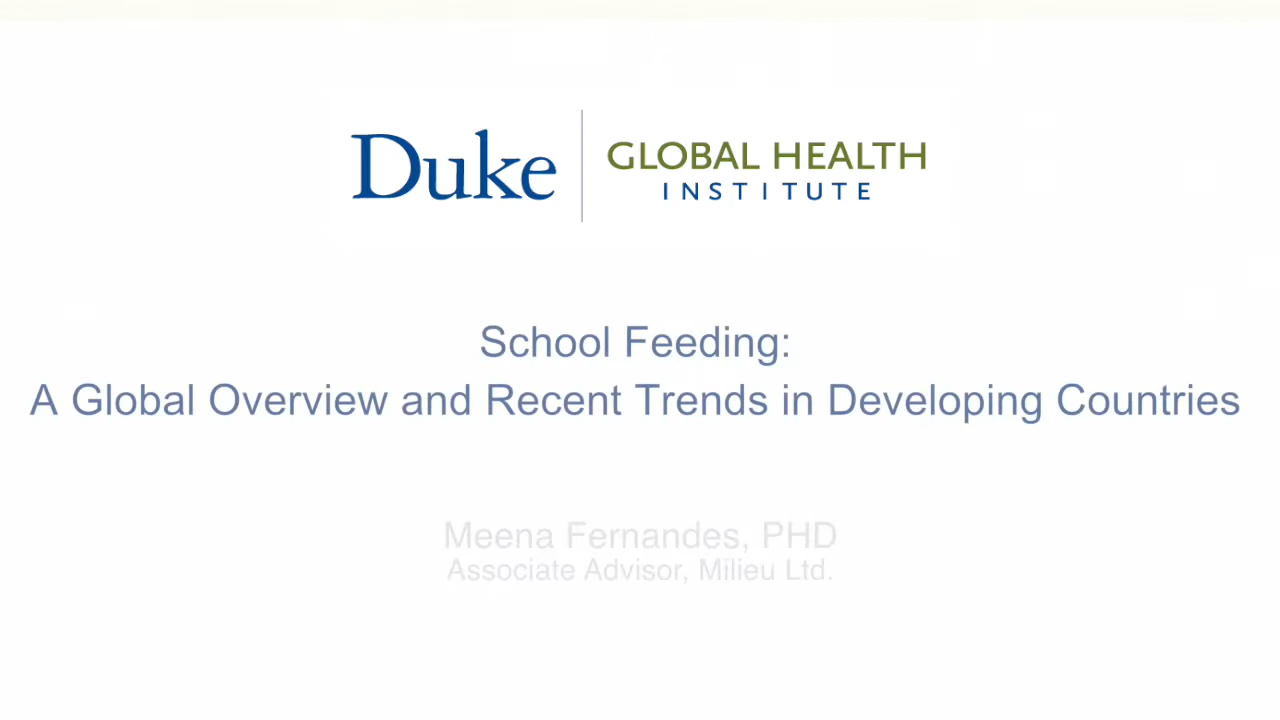 Duke
GLOBAL HEALTH
INSTITUTE
School Feeding:
A Global Overview and Recent Trends in Developing Countries
Meena Fernandes, PHD
Associate Advisor, Milieu Ltd.